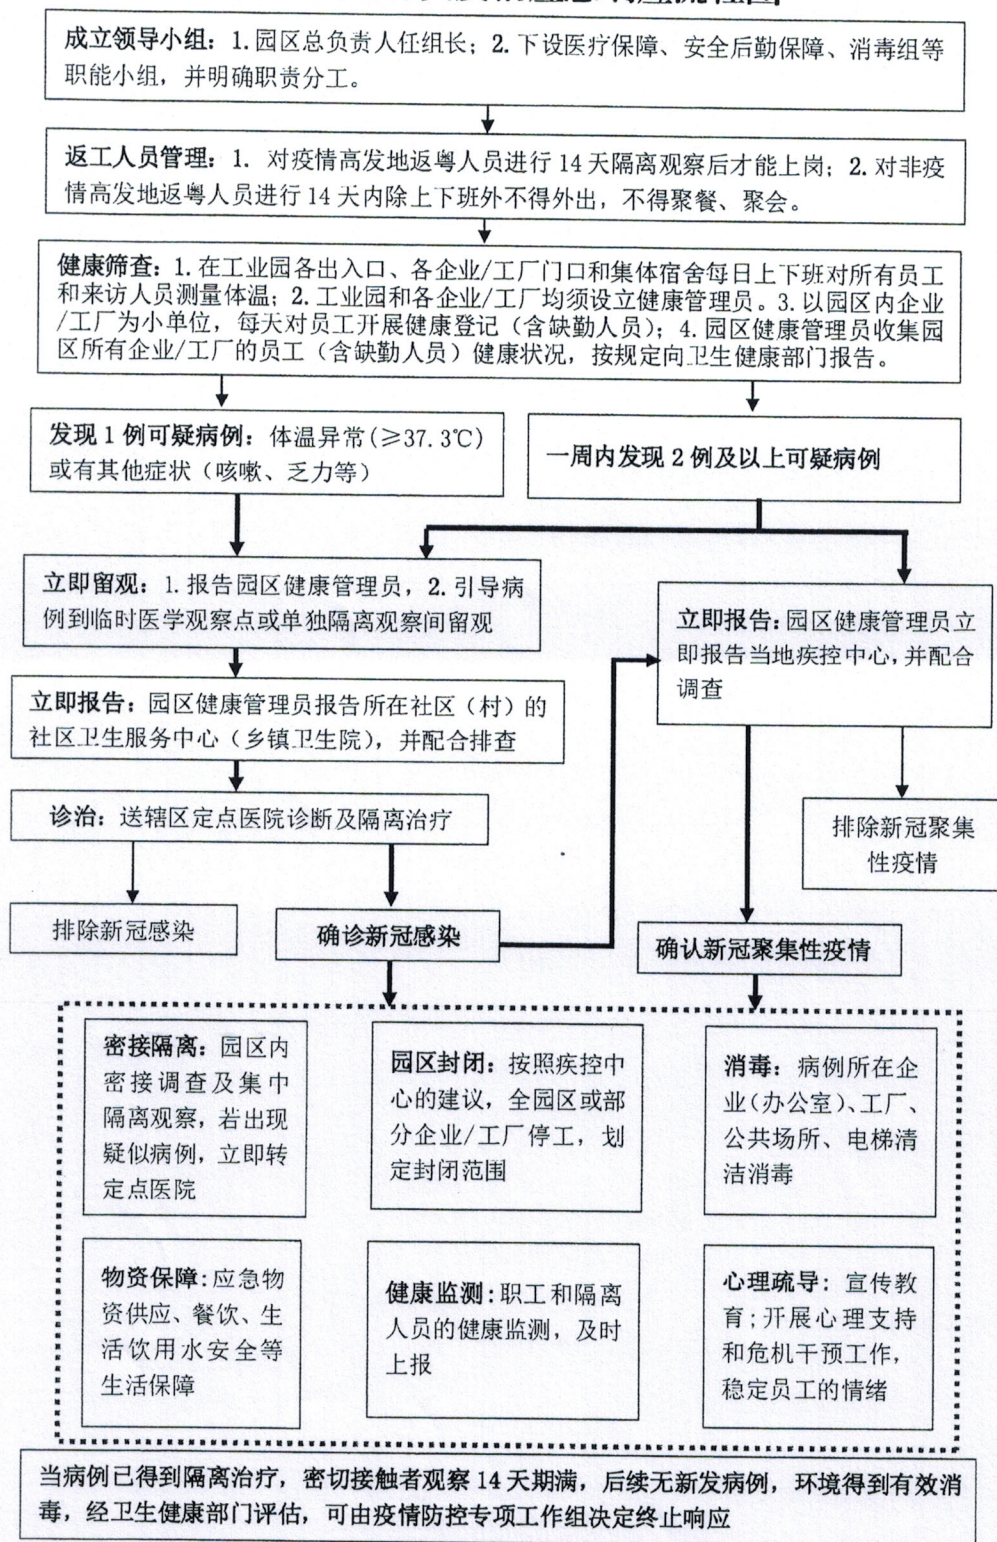 成立领导小组：1.园区总负责人任组长；2.下设医疗保障、安全后勤保障、消毒组等
职能小组，并明确职责分工。
返工人员管理：1. 对疫情高发地返粤人员进行14天隔离观察后才能上岗；2.对非疫
情高发地返粤人员进行14天内除上下班外不得外出，不得聚餐、聚会。
健康筛查：1.在工业园各出入口、各企业/工厂门口和集体宿舍每日上下班对所有员工
和来访人员测量体温；2.工业园和各企业/工厂均须设立健康管理员。3.以园区内企业
/工厂为小单位，每天对员工开展健康登记（含缺勤人员）；4.园区健康管理员收集园
区所有企业/工厂的员工（含缺勤人员）健康状况，按规定向卫生健康部门报告。
发现1例可疑病例：体温异常(≥37.3℃)
或有其他症状（咳嗽、乏力等）
一周内发现2例及以上可疑病例
立即留观：1.报告园区健康管理员，2.引导病
例到临时医学观察点或单独隔离观察间留观
立即报告:园区健康管理员立
即报告当地疾控中心,并配合
调查
立即报告：园区健康管理员报告所在社区（村）的
社区卫生服务中心（乡镇卫生院），并配合排查
诊治：送辖区定点医院诊断及隔离治疗
排除新冠聚集
性疫情
排除新冠感染
确诊新冠感染
确认新冠聚集性疫情
密接隔离：园区内
密接调查及集中
隔离观察，若出现
疑似病例，立即转
定点医院
园区封闭：按照疾控中
心的建议，全园区或部
分企业/工厂停工，划
定封闭范围
消毒：病例所在企
业(办公室)、工厂、
公共场所、电梯清
洁消毒
物资保障:应急物
资供应、餐饮、生
活饮用水安全等
生活保障
健康监测:职工和隔离
人员的健康监测，及时
上报
心理疏导：宣传教
育;开展心理支持
和危机干预工作，
稳定员工的情绪
当病例已得到隔离治疗，密切接触者观察14天期满，后续无新发病例，环境得到有效消
毒，经卫生健康部门评估，可由疫情防控专项工作组决定终止响应